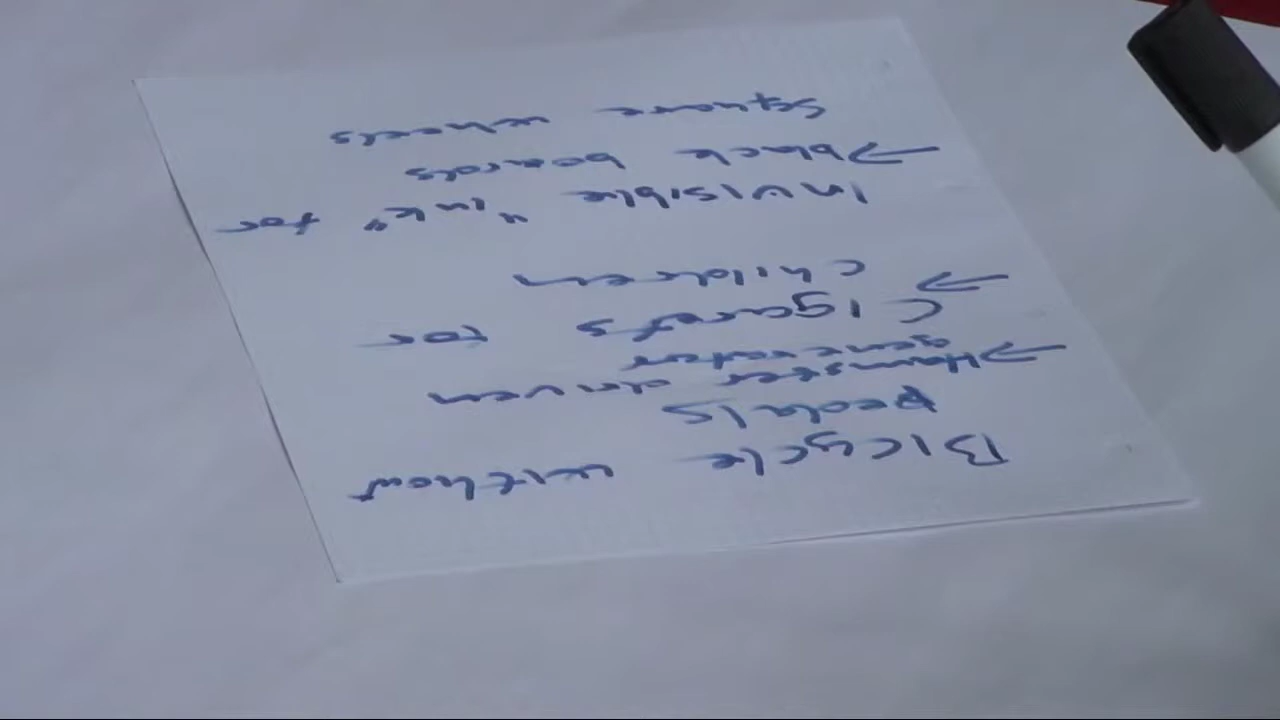 Bicycle without
pedals
→ Hamster driven
generator
Cigarets for
→ children
Invisible "ink" for
→ black boards
square wheels